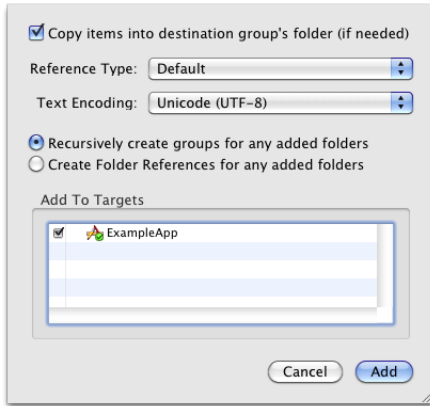 Copy items into destination group's folder (if needed)
Reference Type: Default
Text Encoding: Unicode (UTF-8)
Recursively create groups for any added folders
Create Folder References for any added folders
Add To Targets
ExampleApp
Cancel Add